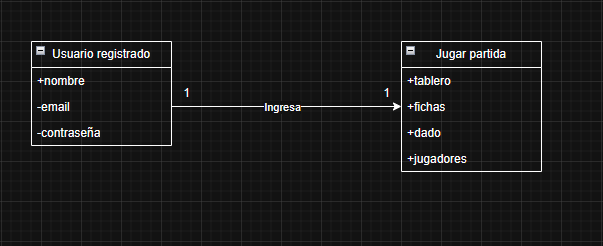 Usuario registrado
+nombre
-email
-contraseña
1
Ingresa
1
Jugar partida
+tablero
+fichas
+dado
+jugadores